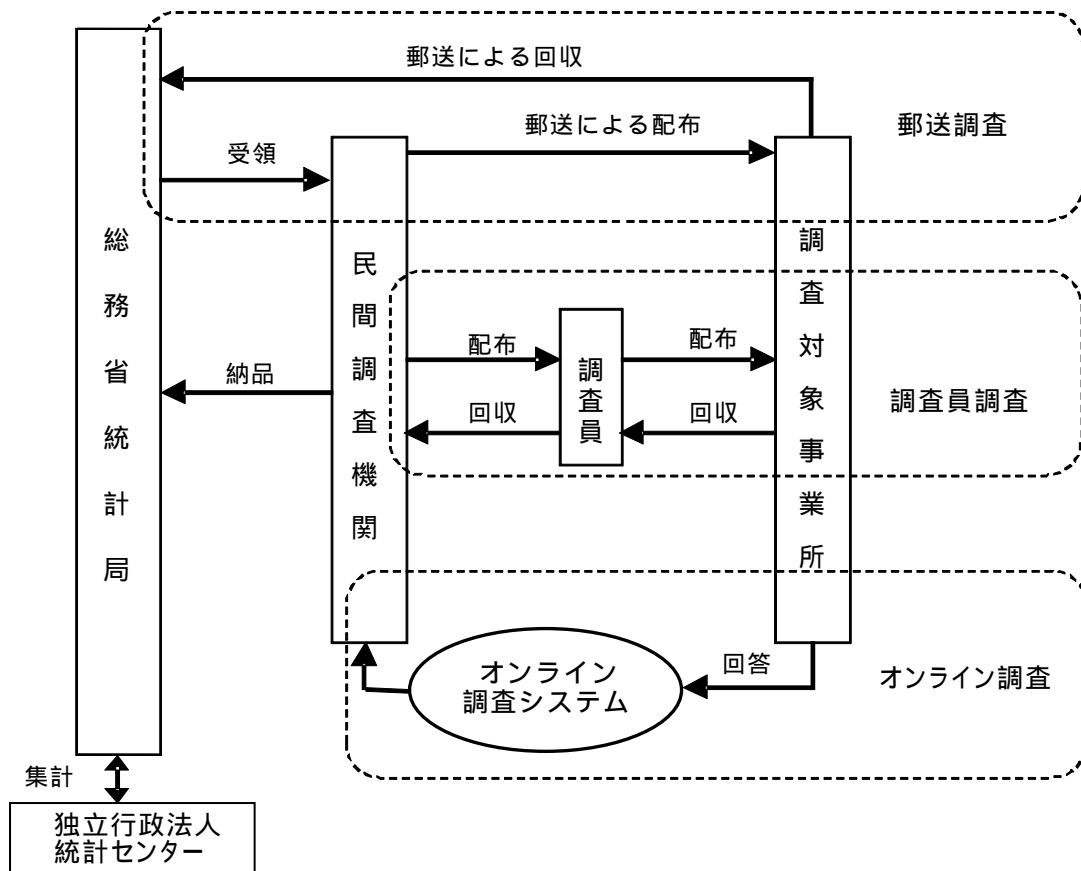 郵送による回収
郵送による配布
郵送調査
受領
総務省統計局
民間調査機関
調査対象事業所
配布
配布
調査員
納品
回収
回収
調査員調査
オンライン
調査システム
回答
オンライン調査
集計
独立行政法人
統計センター